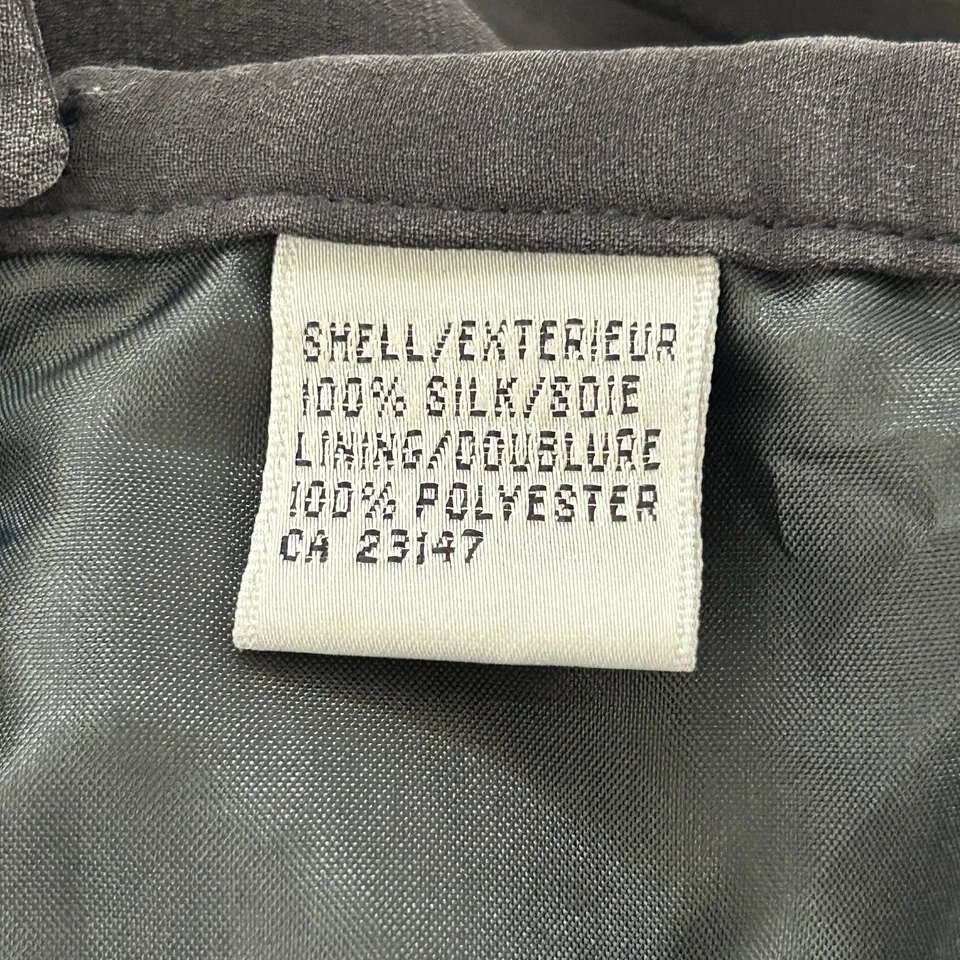 SHELL/EXTERIEUR
100% SILK/SOIE
LINING/DOUBLURE
100% POLYESTER
CA 23147